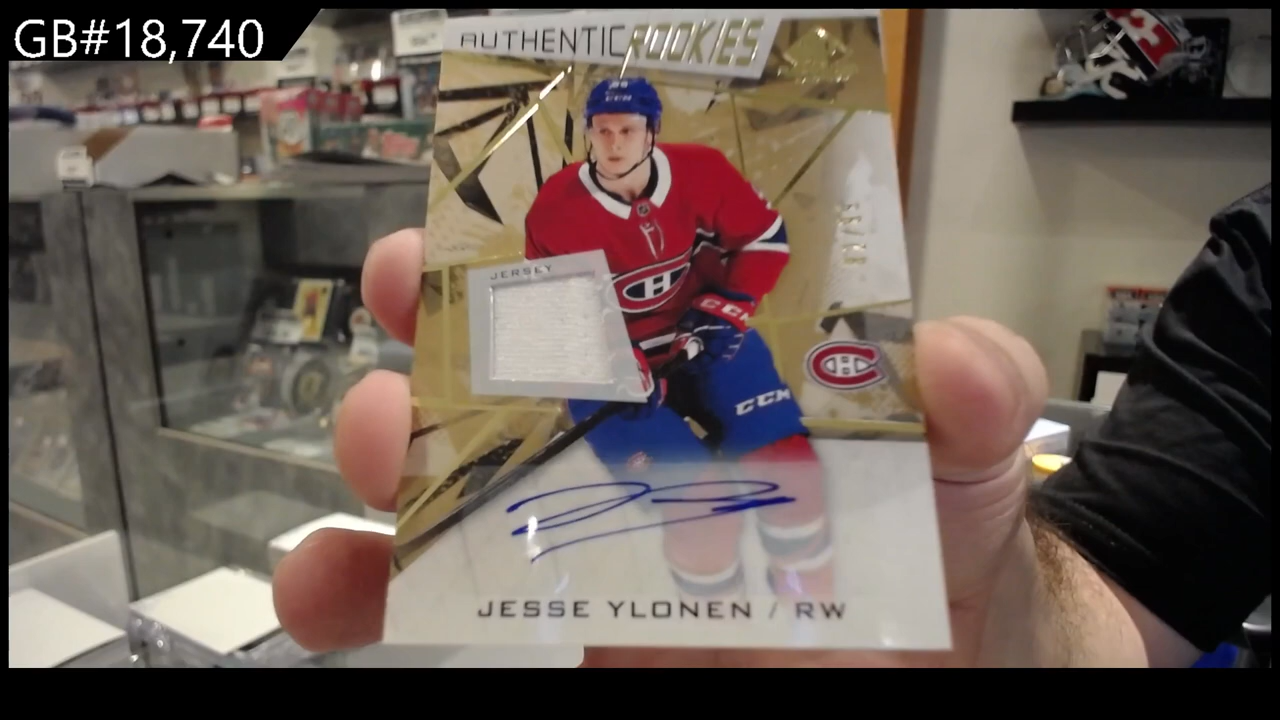 GB#18,740
AUTHENTIC ROOKIES
CCM
JERSEY
CCM
CCM
JESSE YLONEN / RW